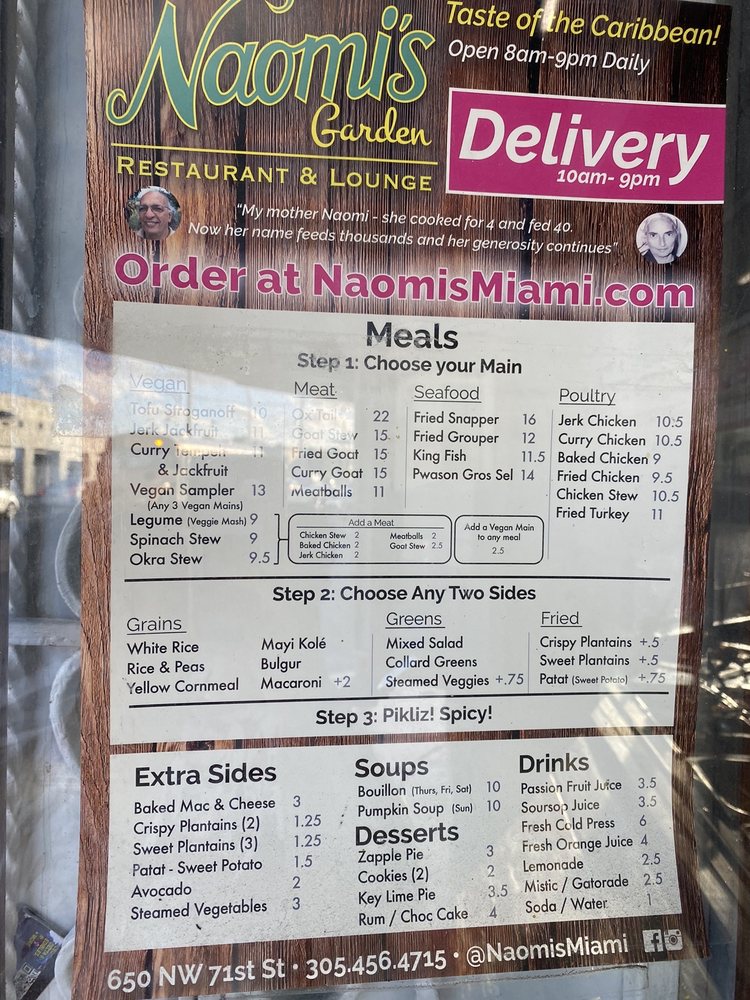 Naomi's
Garden
RESTAURANT & LOUNGE
Taste of the Caribbean!
Open 8am-9pm Daily
Delivery
10am- 9pm
"My mother Naomi - she cooked for 4 and fed 40.
Now her name feeds thousands and her generosity continues"
Order at NaomisMiami.com
Meals
Step 1: Choose your Main
Vegan
Tofu Stroganoff 10
Jerk Jackfruit 11
Curry Tempeh 11
& Jackfruit
Vegan Sampler 13
(Any 3 Vegan Mains)
Legume (Veggie Mash) 9
Spinach Stew 9
Okra Stew 9.5
Meat
Ox Tail 22
Goat Stew 15
Fried Goat 15
Curry Goat 15
Meatballs 11
Seafood
Fried Snapper 16
Fried Grouper 12
King Fish 11.5
Pwason Gros Sel 14
Poultry
Jerk Chicken 10.5
Curry Chicken 10.5
Baked Chicken 9
Fried Chicken 9.5
Chicken Stew 10.5
Fried Turkey 11
Add a Meat
Chicken Stew 2
Baked Chicken 2
Jerk Chicken 2
Meatballs 2
Goat Stew 2.5
Add a Vegan Main
to any meal
2.5
Step 2: Choose Any Two Sides
Grains
White Rice
Rice & Peas
Yellow Cornmeal
Mayi Kolé
Bulgur
Macaroni +2
Greens
Mixed Salad
Collard Greens
Steamed Veggies +.75
Fried
Crispy Plantains +.5
Sweet Plantains +.5
Patat (Sweet Potato) +.75
Step 3: Pikliz! Spicy!
Extra Sides
Baked Mac & Cheese 3
Crispy Plantains (2) 1.25
Sweet Plantains (3) 1.25
Patat - Sweet Potato 1.5
Avocado 2
Steamed Vegetables 3
Soups
Bouillon (Thurs, Fri, Sat) 10
Pumpkin Soup (Sun) 10
Desserts
Zapple Pie 3
Cookies (2) 2
Key Lime Pie 3.5
Rum / Choc Cake 4
Drinks
Passion Fruit Juice 3.5
Soursop Juice 3.5
Fresh Cold Press 6
Fresh Orange Juice 4
Lemonade 2.5
Mistic / Gatorade 2.5
Soda / Water 1
650 NW 71st St • 305.456.4715 • @NaomisMiami